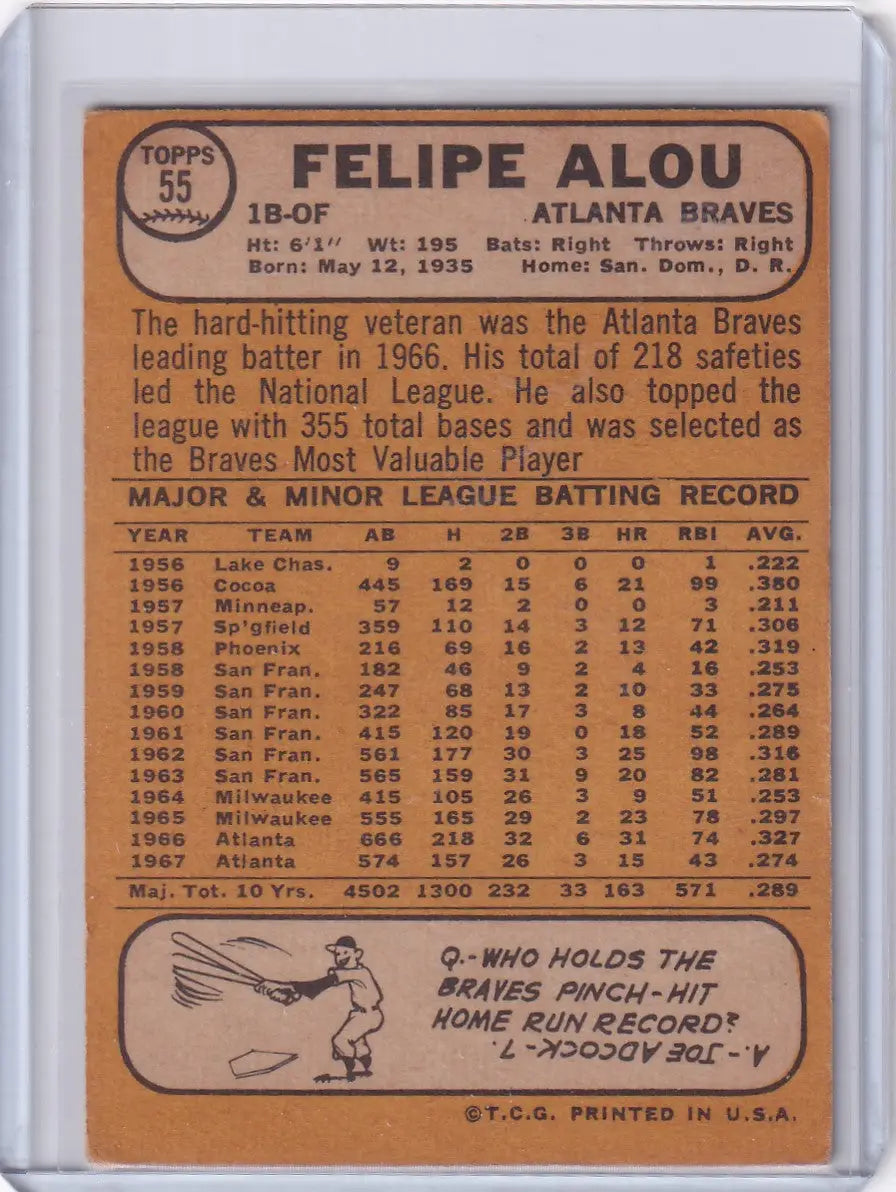 TOPPS
55
FELIPE ALOU
1B-OF ATLANTA BRAVES
Ht: 6'1" Wt: 195 Bats: Right Throws: Right
Born: May 12, 1935 Home: San. Dom., D. R.
The hard-hitting veteran was the Atlanta Braves
leading batter in 1966. His total of 218 safeties
led the National League. He also topped the
league with 355 total bases and was selected as
the Braves Most Valuable Player
MAJOR & MINOR LEAGUE BATTING RECORD
YEAR TEAM AB H 2B 3B HR RBI AVG.
1956 Lake Chas. 9 2 0 0 0 1 .222
1956 Cocoa 445 169 15 6 21 99 .380
1957 Minneap. 57 12 2 0 0 3 .211
1957 Sp'gfield 359 110 14 3 12 71 .306
1958 Phoenix 216 69 16 2 13 42 .319
1958 San Fran. 182 46 9 2 4 16 .253
1959 San Fran. 247 68 13 2 10 33 .275
1960 San Fran. 322 85 17 3 8 44 .264
1961 San Fran. 415 120 19 0 18 52 .289
1962 San Fran. 561 177 30 3 25 98 .316
1963 San Fran. 565 159 31 9 20 82 .281
1964 Milwaukee 415 105 26 3 9 51 .253
1965 Milwaukee 555 165 29 2 23 78 .297
1966 Atlanta 666 218 32 6 31 74 .327
1967 Atlanta 574 157 26 3 15 43 .274
Maj. Tot. 10 Yrs. 4502 1300 232 33 163 571 .289
Q.-WHO HOLDS THE
BRAVES PINCH-HIT
HOME RUN RECORD?
A.-JOE ADCOCK-7.
©T.C.G. PRINTED IN U.S.A.